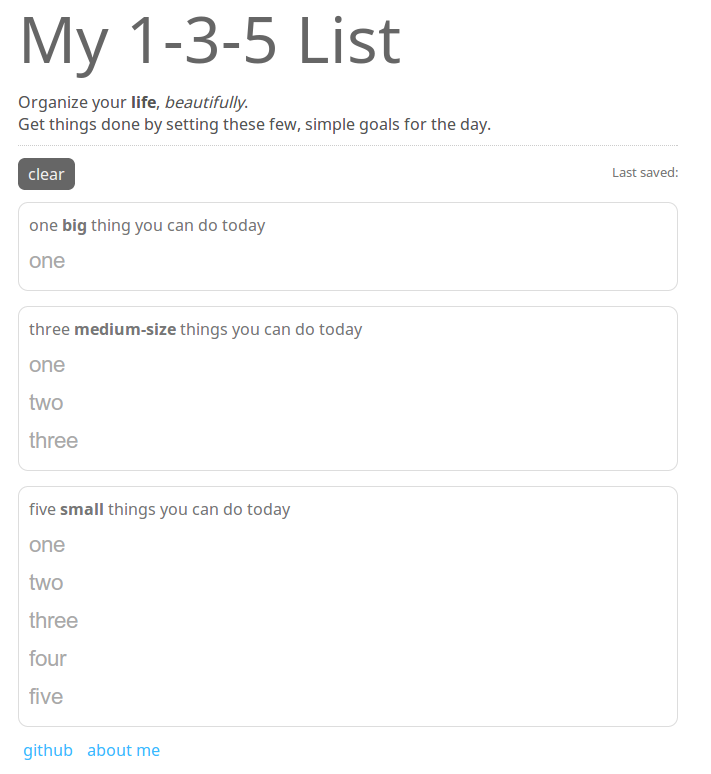 My 1-3-5 List
Organize your life, beautifully.
Get things done by setting these few, simple goals for the day.
clear
Last saved:
one big thing you can do today
one
three medium-size things you can do today
one
two
three
five small things you can do today
one
two
three
four
five
github about me